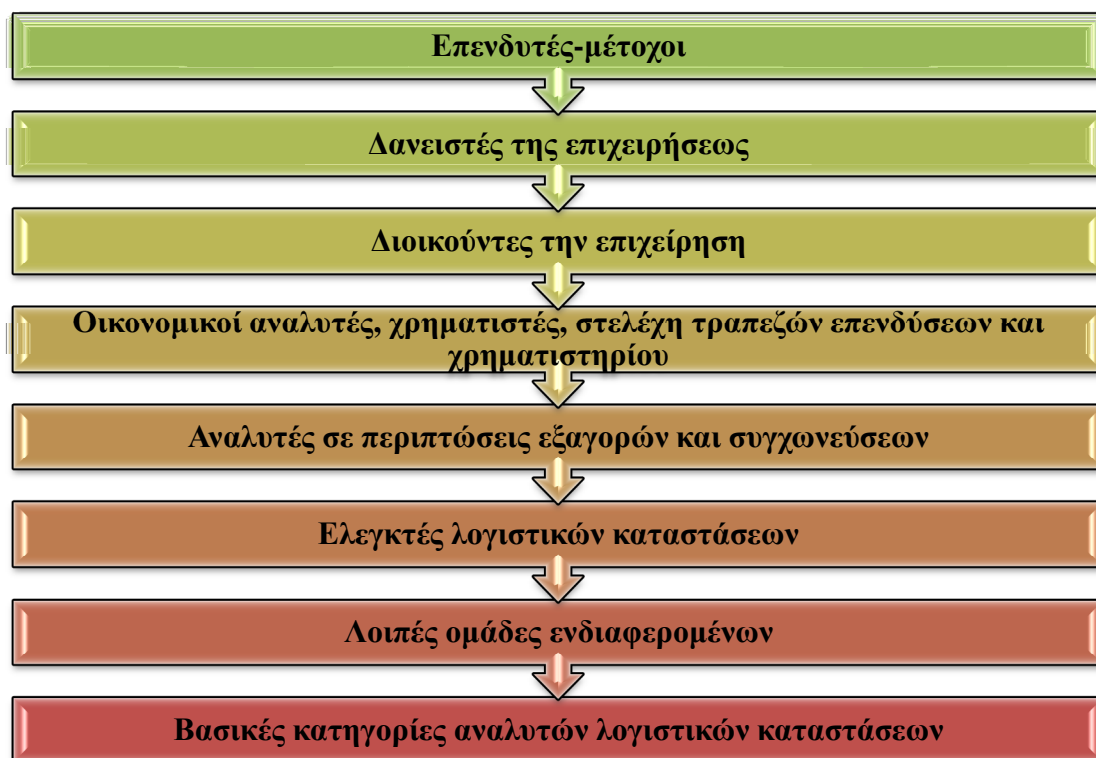 Επενδυτές-μέτοχοι
Δανειστές της επιχειρήσεως
Διοικούντες την επιχείρηση
Οικονομικοί αναλυτές, χρηματιστές, στελέχη τραπεζών επενδύσεων και
χρηματιστηρίου
Αναλυτές σε περιπτώσεις εξαγορών και συγχωνεύσεων
Ελεγκτές λογιστικών καταστάσεων
Λοιπές ομάδες ενδιαφερομένων
Βασικές κατηγορίες αναλυτών λογιστικών καταστάσεων